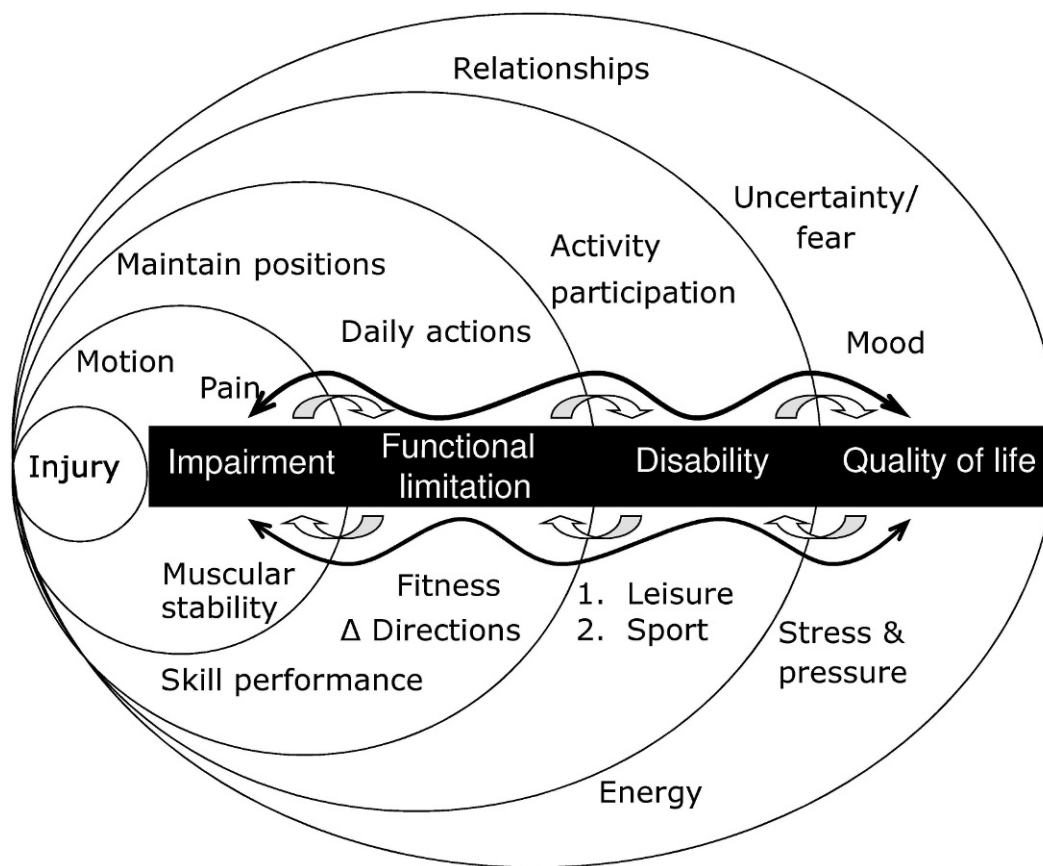 Relationships
Uncertainty/
fear
Activity
participation
Maintain positions
Daily actions
Mood
Motion
Pain
Injury
Impairment
Functional
limitation
Disability
Quality of life
Muscular
stability
Fitness
Δ Directions
1. Leisure
2. Sport
Stress &
pressure
Skill performance
Energy